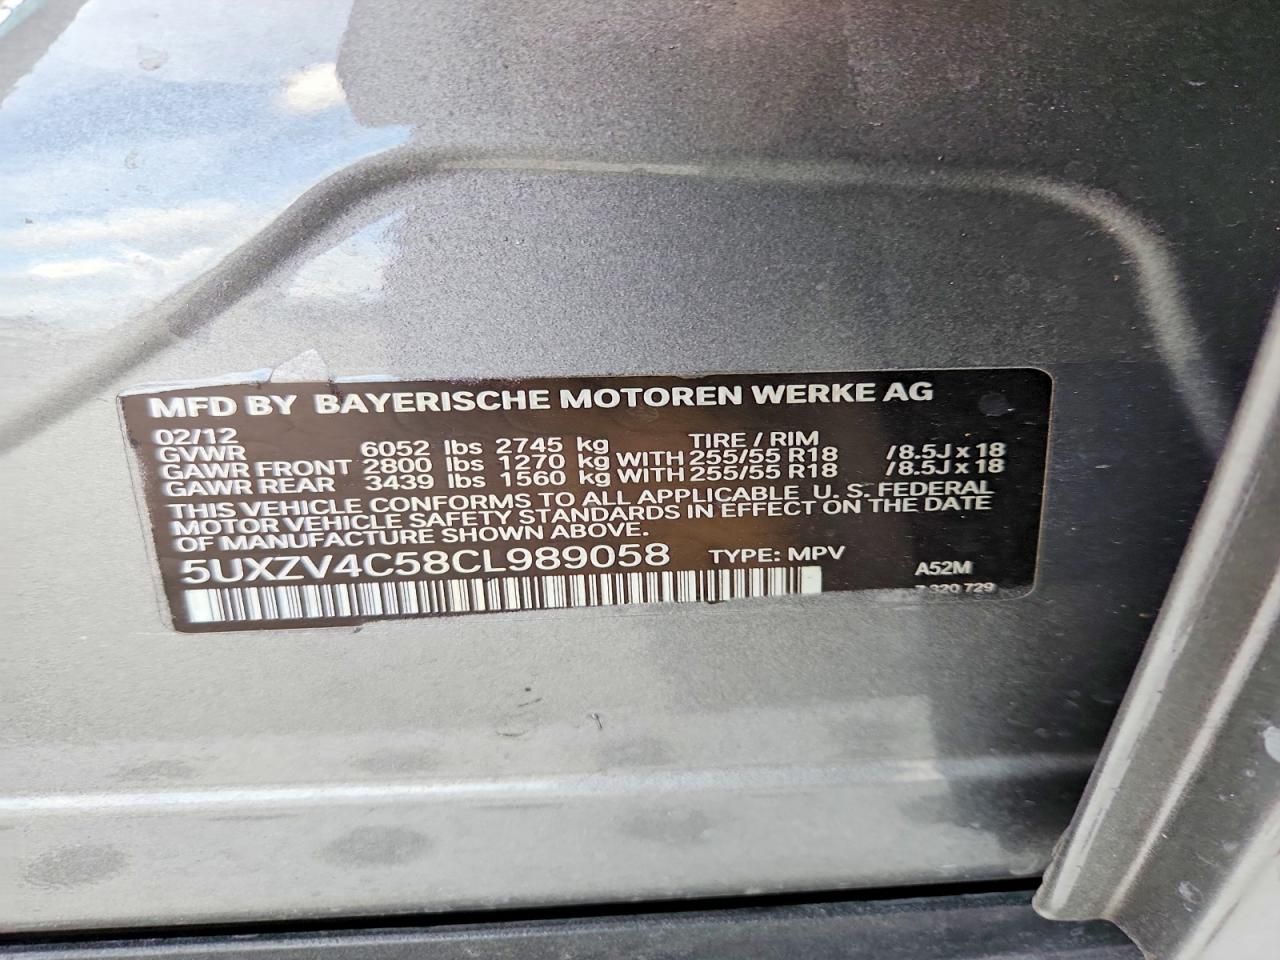 MFD BY BAYERISCHE MOTOREN WERKE AG
02/12 TIRE / RIM
GVWR 6052 lbs 2745 kg
GAWR FRONT 2800 lbs 1270 kg WITH 255/55 R18 /8.5J x 18
GAWR REAR 3439 lbs 1560 kg WITH 255/55 R18 /8.5J x 18
THIS VEHICLE CONFORMS TO ALL APPLICABLE U. S. FEDERAL
MOTOR VEHICLE SAFETY STANDARDS IN EFFECT ON THE DATE
OF MANUFACTURE SHOWN ABOVE.
5UXZV4C58CL989058 TYPE: MPV
A52M
7 320 729